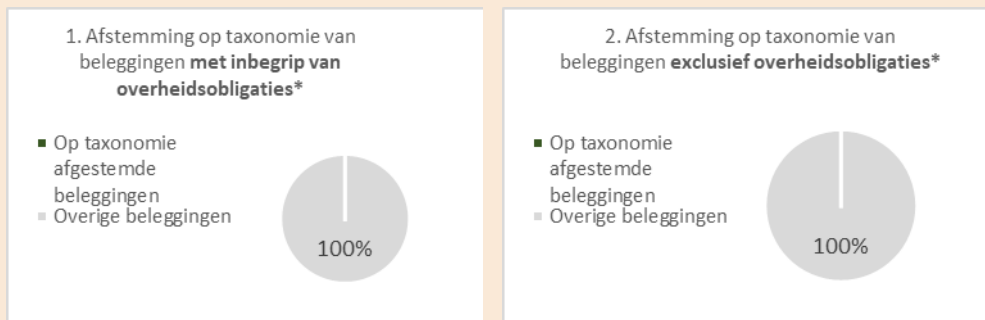 1. Afstemming op taxonomie van
beleggingen met inbegrip van
overheidsobligaties*
Op taxonomie
afgestemde
beleggingen
Overige beleggingen
100%
2. Afstemming op taxonomie van
beleggingen exclusief overheidsobligaties*
Op taxonomie
afgestemde
beleggingen
Overige beleggingen
100%